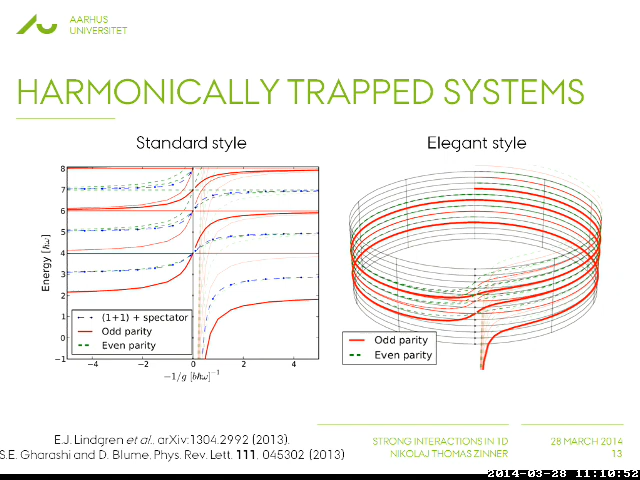 AARHUS
UNIVERSITET
HARMONICALLY TRAPPED SYSTEMS
Standard style
Elegant style
8
7
6
5
4
3
2
1
0
−1
Energy [ħω]
(1+1) + spectator
Odd parity
Even parity
−4
−2
0
2
4
−1/g [bħω]⁻¹
Odd parity
Even parity
E.J. Lindgren et al., arXiv:1304.2992 (2013).
S.E. Gharashi and D. Blume, Phys. Rev. Lett. 111, 045302 (2013)
STRONG INTERACTIONS IN 1D
NIKOLAJ THOMAS ZINNER
28 MARCH 2014
13
2014-03-28 11:10:52